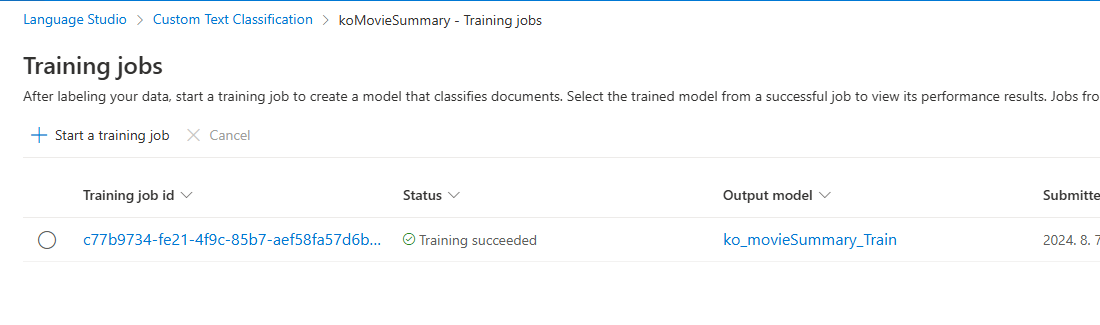 Language Studio > Custom Text Classification > koMovieSummary - Training jobs
Training jobs
After labeling your data, start a training job to create a model that classifies documents. Select the trained model from a successful job to view its performance results. Jobs fro
+ Start a training job × Cancel
Training job id Status Output model Submitte
c77b9734-fe21-4f9c-85b7-aef58fa57d6b... Training succeeded ko_movieSummary_Train 2024. 8. 7